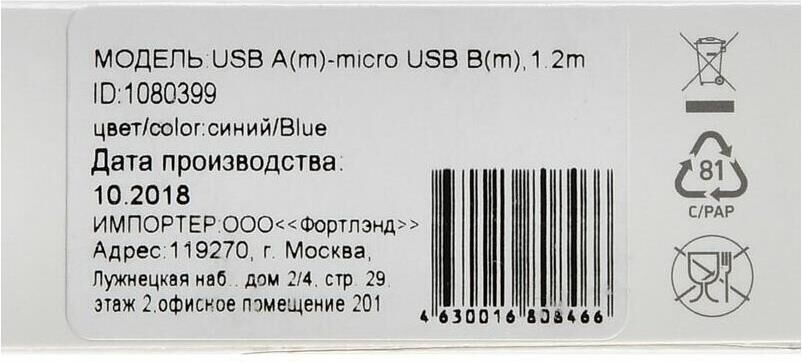 МОДЕЛЬ:USB A(m)-micro USB B(m),1.2m
ID:1080399
цвет/color:синий/Blue
Дата производства:
10.2018
ИМПОРТЕР:ООО<<Фортлэнд>>
Адрес:119270, г. Москва,
Лужнецкая наб.. дом 2/4, стр. 29,
этаж 2,офисное помещение 201
4 630016 808466
81
C/PAP